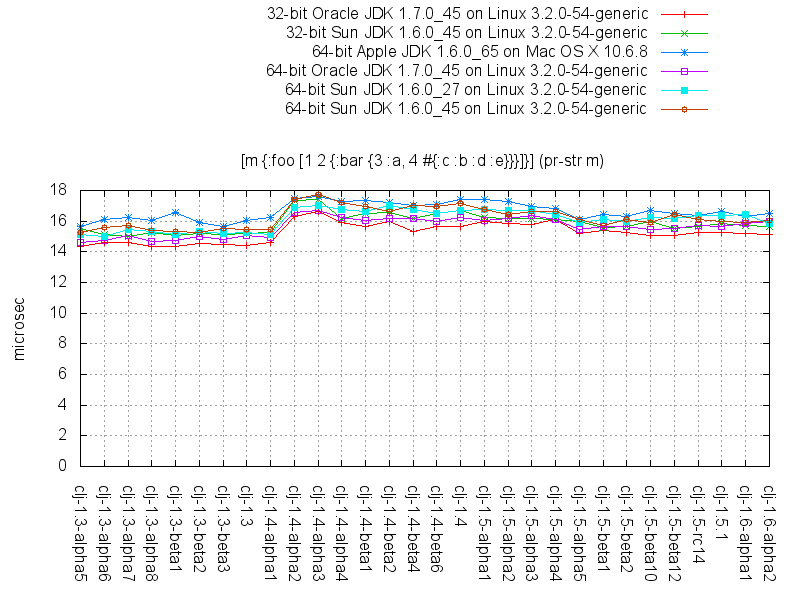 32-bit Oracle JDK 1.7.0_45 on Linux 3.2.0-54-generic
32-bit Sun JDK 1.6.0_45 on Linux 3.2.0-54-generic
64-bit Apple JDK 1.6.0_65 on Mac OS X 10.6.8
64-bit Oracle JDK 1.7.0_45 on Linux 3.2.0-54-generic
64-bit Sun JDK 1.6.0_27 on Linux 3.2.0-54-generic
64-bit Sun JDK 1.6.0_45 on Linux 3.2.0-54-generic
[m {:foo [1 2 {:bar {3 :a, 4 #{:c :b :d :e}}}]}] (pr-str m)
18
16
14
12
10
8
6
4
2
0
microsec
clj-1.3-alpha5
clj-1.3-alpha6
clj-1.3-alpha7
clj-1.3-alpha8
clj-1.3-beta1
clj-1.3-beta2
clj-1.3-beta3
clj-1.3
clj-1.4-alpha1
clj-1.4-alpha2
clj-1.4-alpha3
clj-1.4-alpha4
clj-1.4-beta1
clj-1.4-beta2
clj-1.4-beta4
clj-1.4-beta6
clj-1.4
clj-1.5-alpha1
clj-1.5-alpha2
clj-1.5-alpha3
clj-1.5-alpha4
clj-1.5-alpha5
clj-1.5-beta1
clj-1.5-beta8
clj-1.5-beta10
clj-1.5-beta12
clj-1.5-rc14
clj-1.5.1
clj-1.6-alpha1
clj-1.6-alpha2